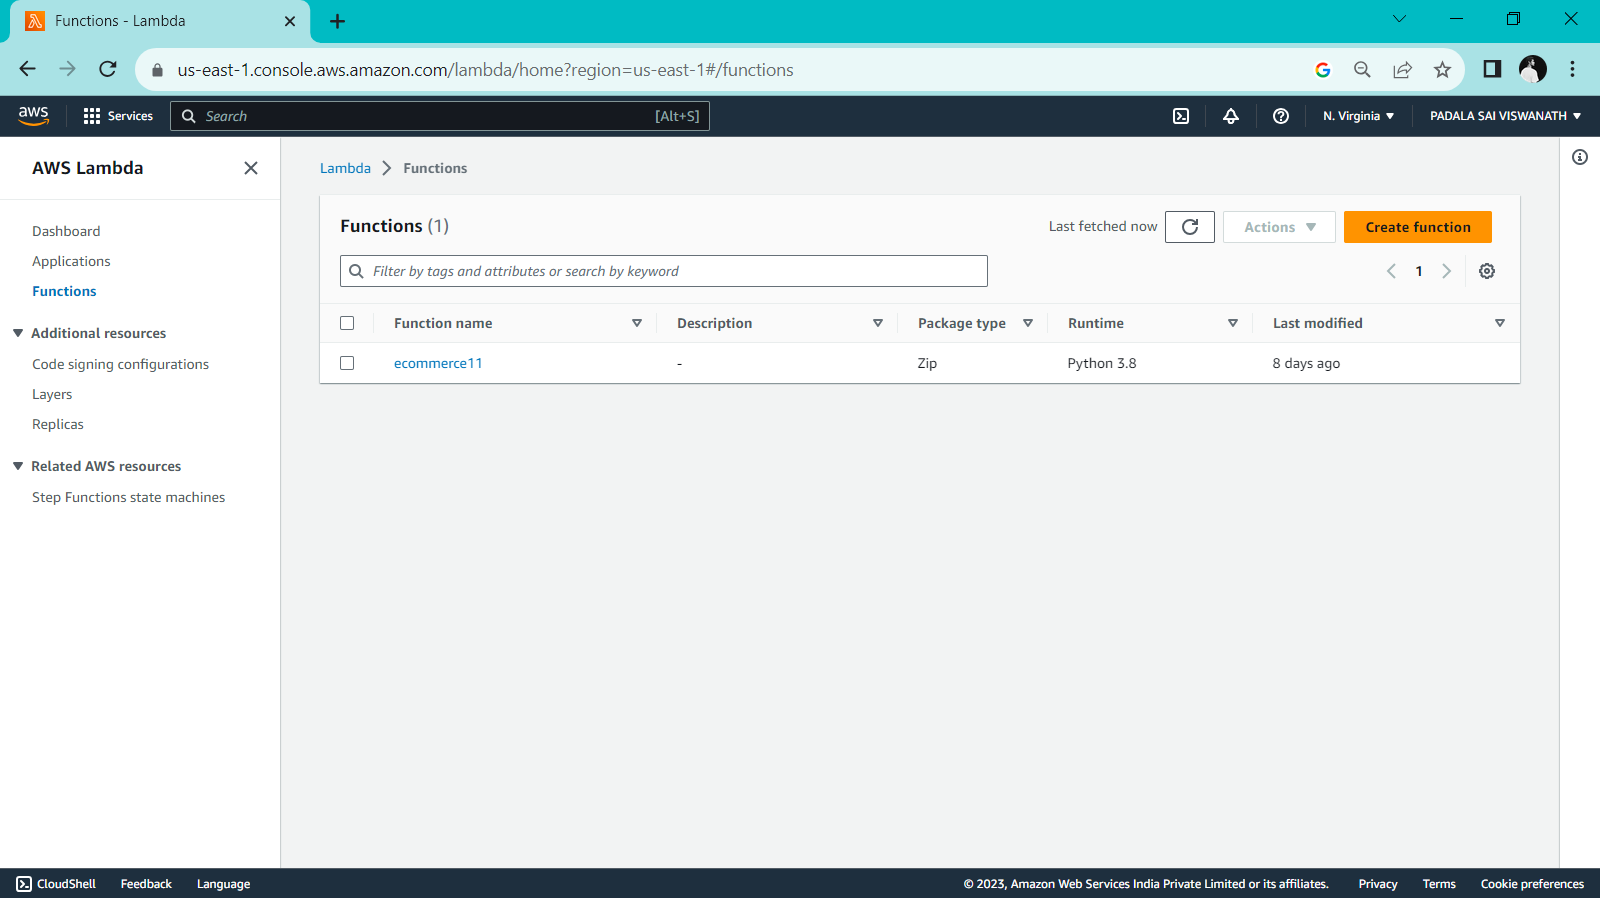 Functions - Lambda
us-east-1.console.aws.amazon.com/lambda/home?region=us-east-1#/functions
aws Services Search [Alt+S] N. Virginia PADALA SAI VISWANATH
AWS Lambda
Dashboard
Applications
Functions
Additional resources
Code signing configurations
Layers
Replicas
Related AWS resources
Step Functions state machines
Lambda Functions
Functions (1) Last fetched now Actions Create function
Filter by tags and attributes or search by keyword 1
Function name Description Package type Runtime Last modified
ecommerce11 - Zip Python 3.8 8 days ago
CloudShell Feedback Language © 2023, Amazon Web Services India Private Limited or its affiliates. Privacy Terms Cookie preferences